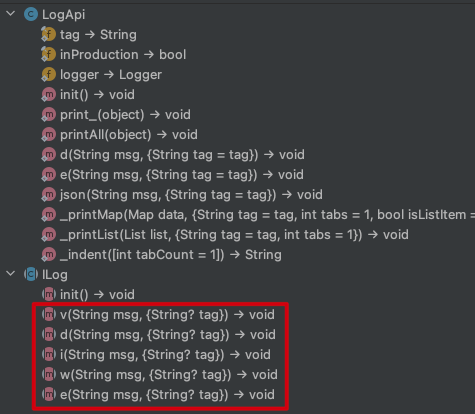 LogApi
tag → String
inProduction → bool
logger → Logger
init() → void
print_(object) → void
printAll(object) → void
d(String msg, {String tag = tag}) → void
e(String msg, {String tag = tag}) → void
json(String msg, {String tag = tag}) → void
_printMap(Map data, {String tag = tag, int tabs = 1, bool isListItem =
_printList(List list, {String tag = tag, int tabs = 1}) → void
_indent([int tabCount = 1]) → String
ILog
init() → void
v(String msg, {String? tag}) → void
d(String msg, {String? tag}) → void
i(String msg, {String? tag}) → void
w(String msg, {String? tag}) → void
e(String msg, {String? tag}) → void